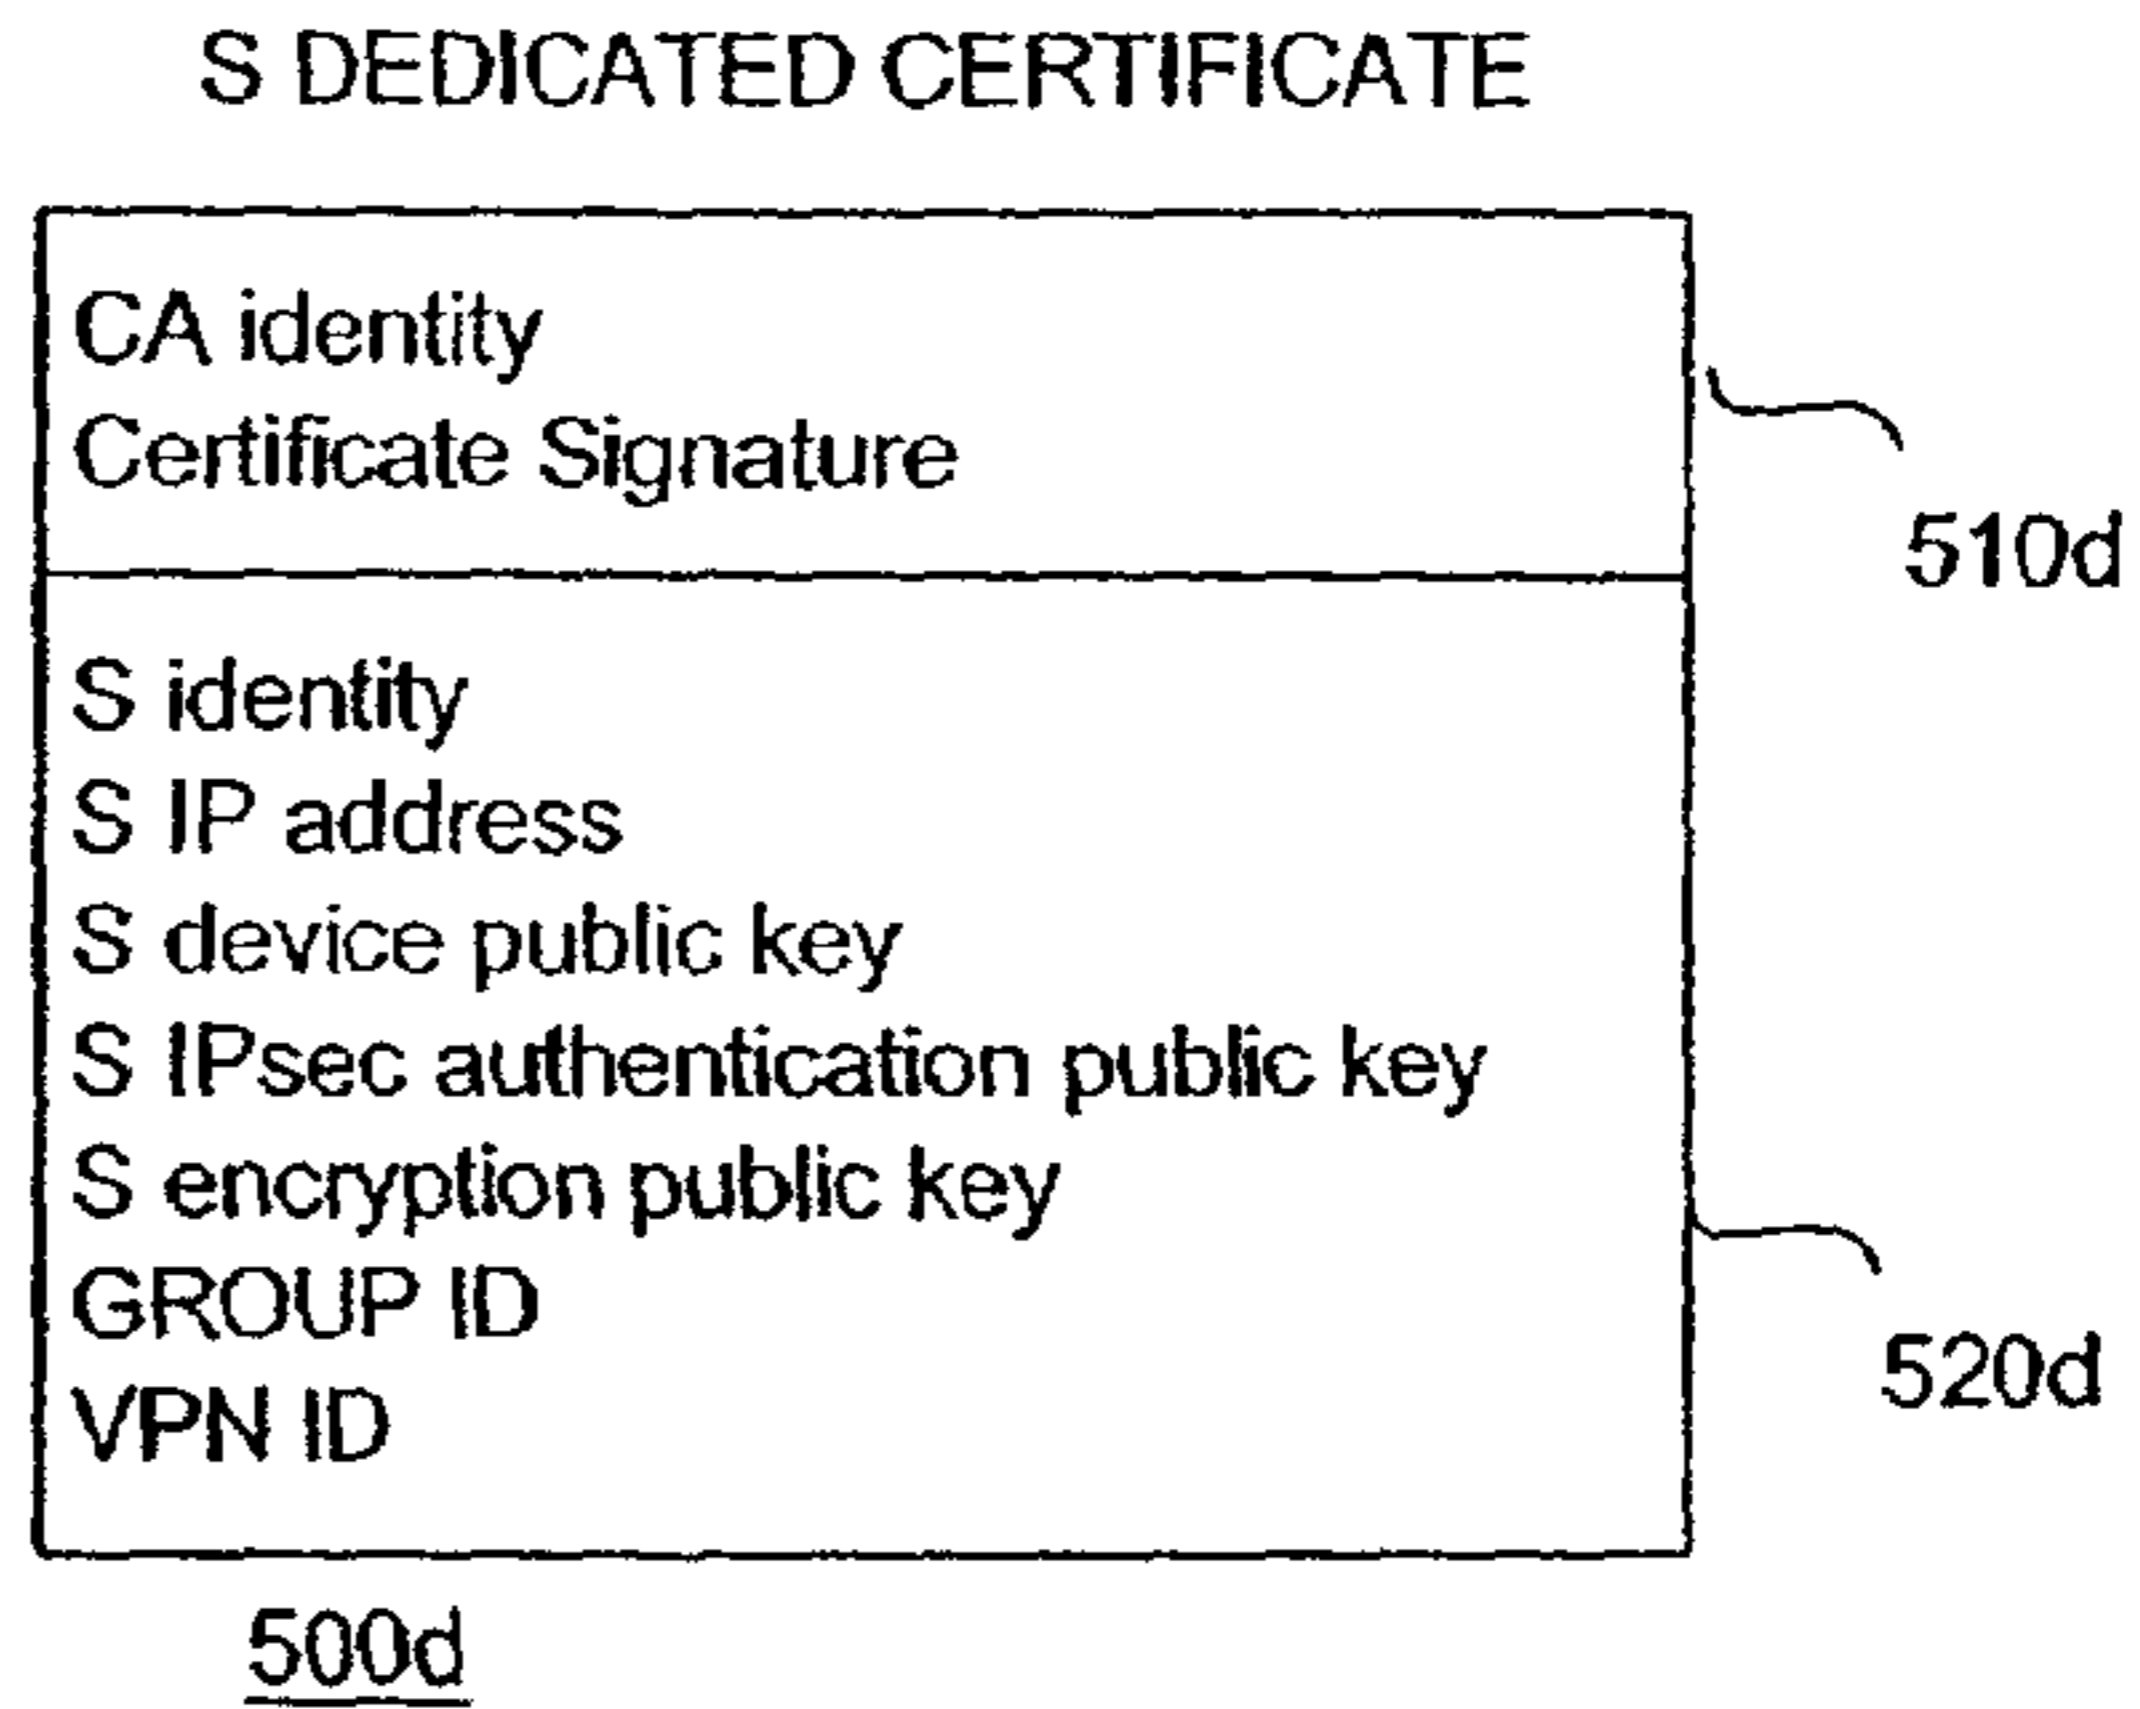 S DEDICATED CERTIFICATE
CA identity
Certificate Signature
510d
S identity
S IP address
S device public key
S IPsec authentication public key
S encryption public key
GROUP ID
VPN ID
520d
500d